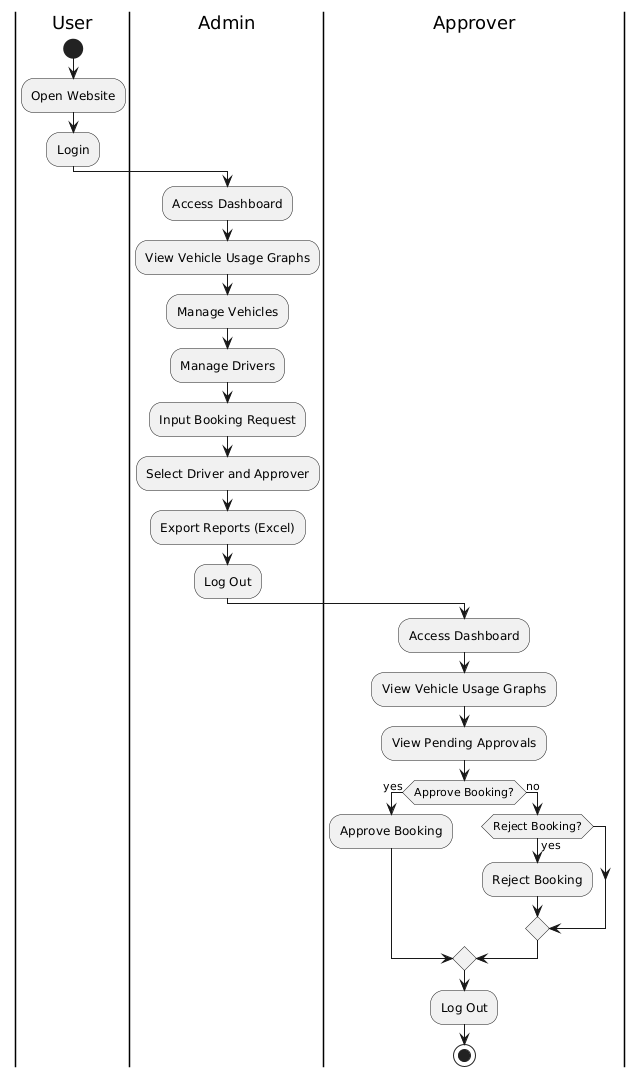 User
Admin
Approver
Open Website
Login
Access Dashboard
View Vehicle Usage Graphs
Manage Vehicles
Manage Drivers
Input Booking Request
Select Driver and Approver
Export Reports (Excel)
Log Out
Access Dashboard
View Vehicle Usage Graphs
View Pending Approvals
yes
Approve Booking?
no
Approve Booking
Reject Booking?
yes
Reject Booking
Log Out